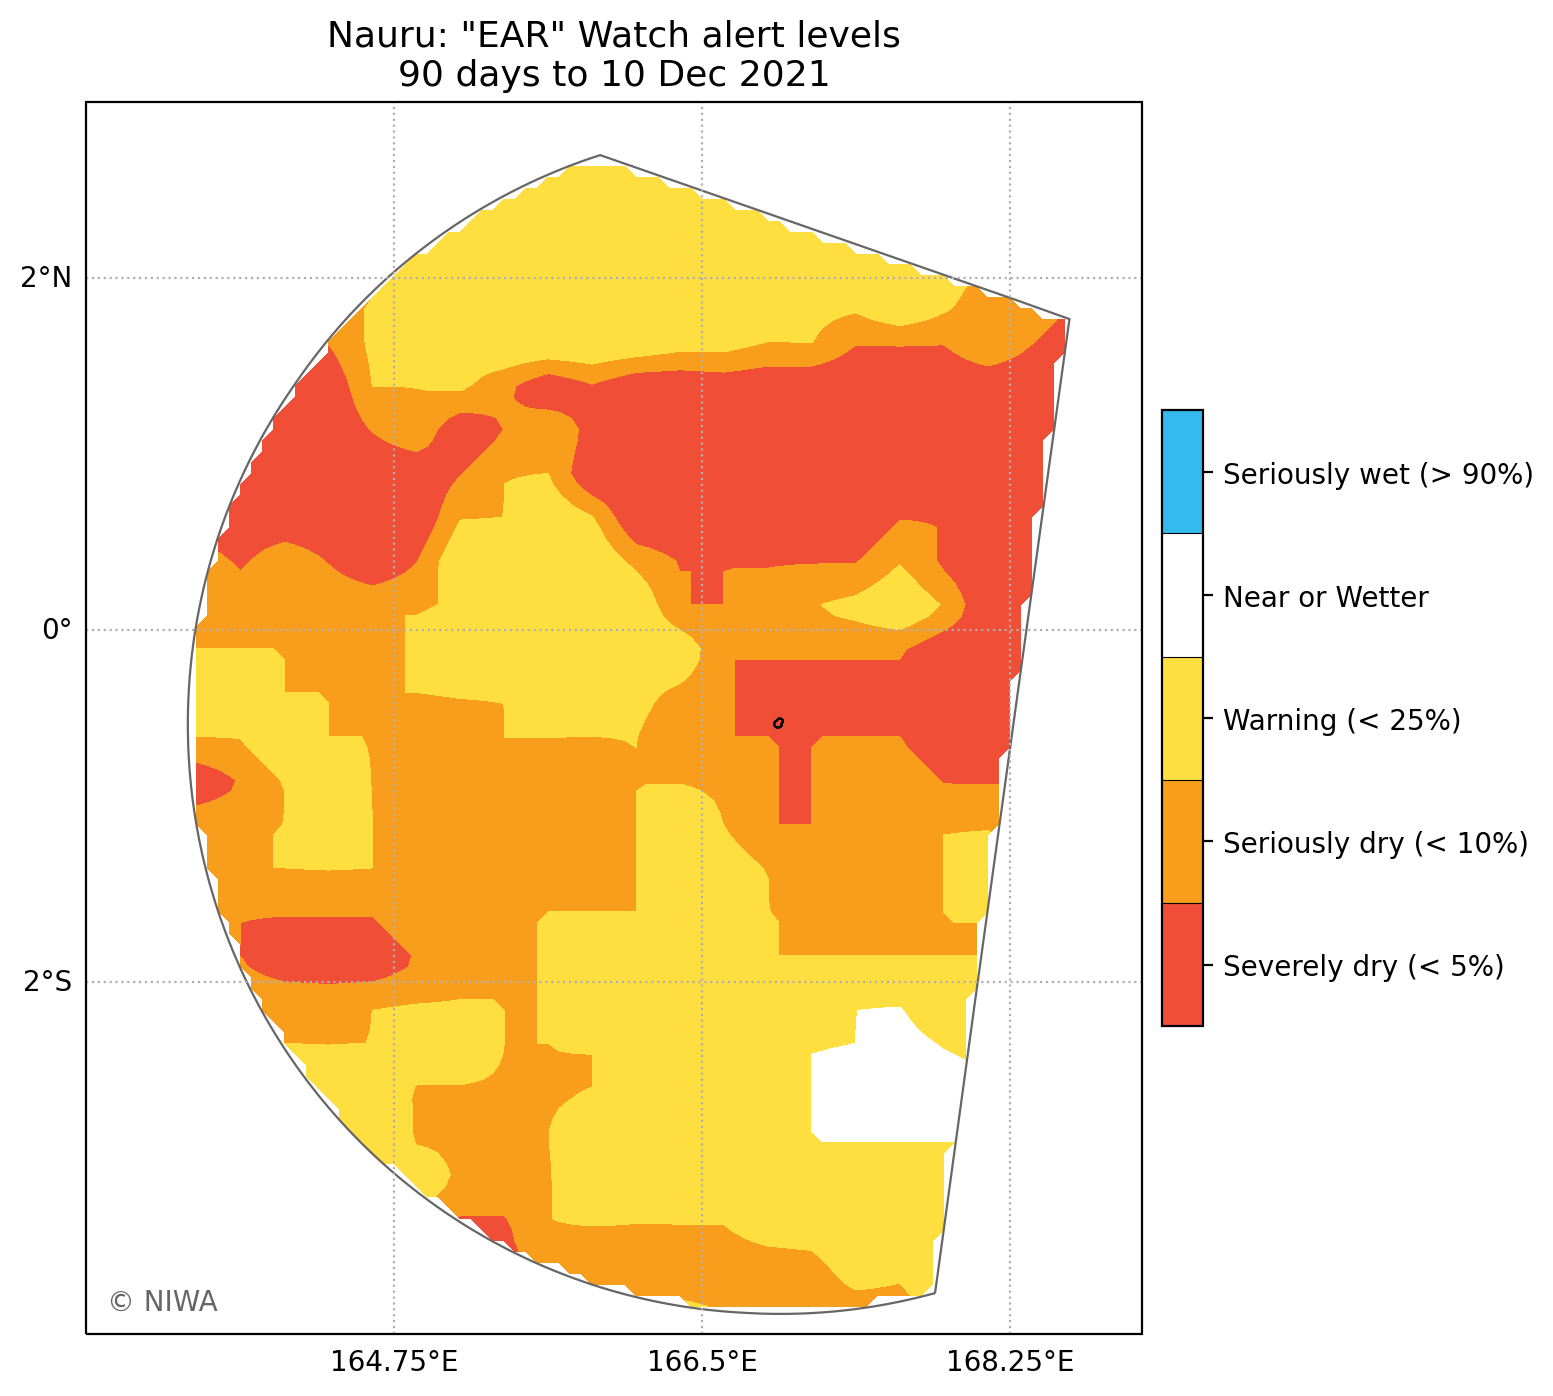 Nauru: "EAR" Watch alert levels
90 days to 10 Dec 2021
2°N
0°
2°S
164.75°E
166.5°E
168.25°E
Seriously wet (> 90%)
Near or Wetter
Warning (< 25%)
Seriously dry (< 10%)
Severely dry (< 5%)
© NIWA